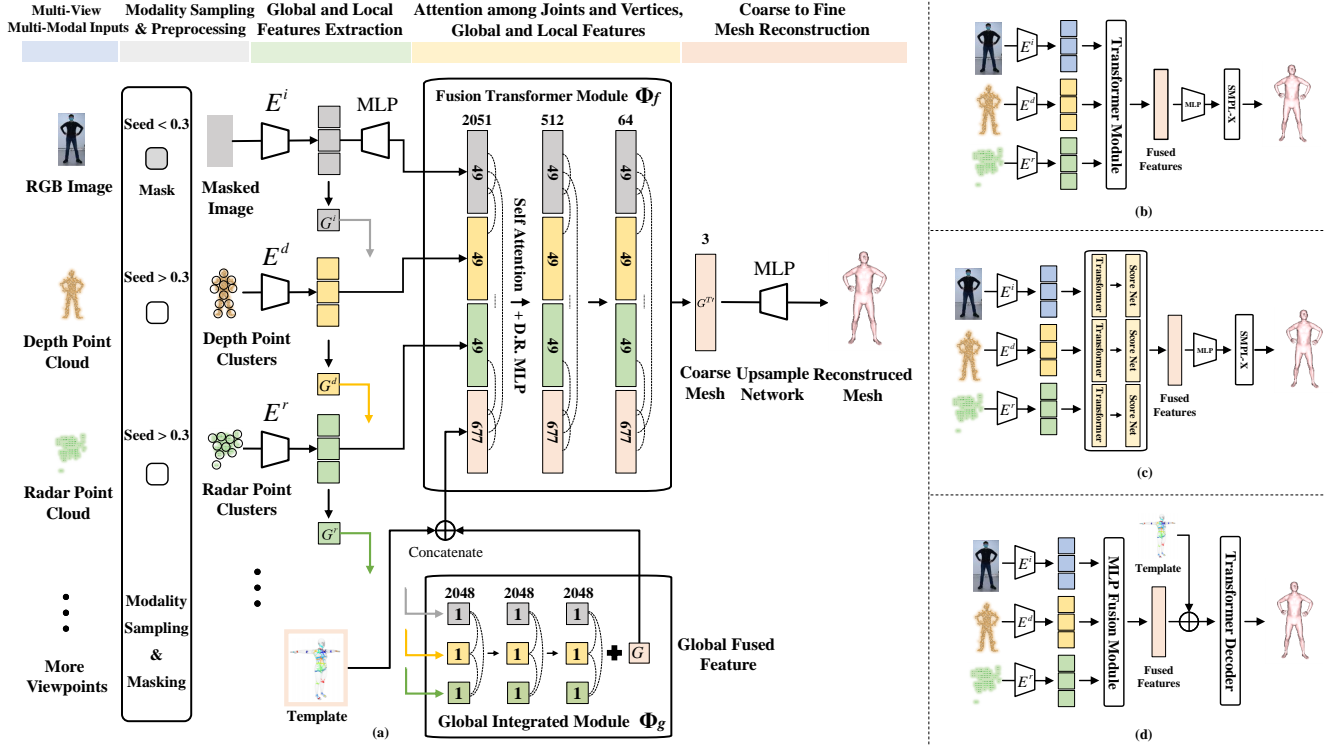 Multi-View
Multi-Modal Inputs
Modality Sampling
& Preprocessing
Global and Local
Features Extraction
Attention among Joints and Vertices,
Global and Local Features
Coarse to Fine
Mesh Reconstruction
RGB Image
Depth Point
Cloud
Radar Point
Cloud
More
Viewpoints
Seed < 0.3
Mask
Seed > 0.3
Seed > 0.3
Modality
Sampling
&
Masking
Masked
Image
E^i
MLP
G^i
E^d
Depth Point
Clusters
G^d
E^r
Radar Point
Clusters
G^r
Fusion Transformer Module Φ_f
2051
512
64
49
49
49
677
Self Attention
+ D.R. MLP
49
49
49
677
49
49
49
677
3
G^{T'}
MLP
Coarse
Mesh
Upsample
Network
Reconstruced
Mesh
Concatenate
Template
2048
2048
2048
1
1
1
1
1
1
1
1
1
G
Global Integrated Module Φ_g
Global Fused
Feature
(a)
E^i
E^d
E^r
Transformer Module
Fused
Features
MLP
SMPL-X
(b)
E^i
E^d
E^r
Transformer
Score Net
Transformer
Score Net
Transformer
Score Net
Fused
Features
MLP
SMPL-X
(c)
E^i
E^d
E^r
MLP Fusion Module
Template
Fused
Features
Transformer Decoder
(d)